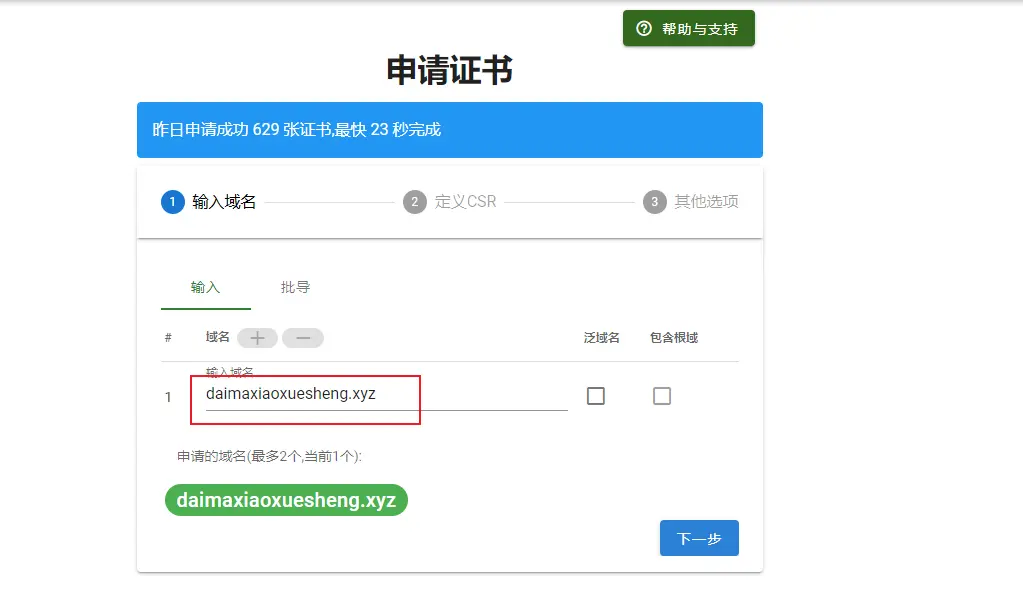 帮助与支持
申请证书
昨日申请成功 629 张证书,最快 23 秒完成
1 输入域名 2 定义CSR 3 其他选项
输入 批导
# 域名 泛域名 包含根域
输入域名
1 daimaxiaoxuesheng.xyz
申请的域名(最多2个,当前1个):
daimaxiaoxuesheng.xyz
下一步